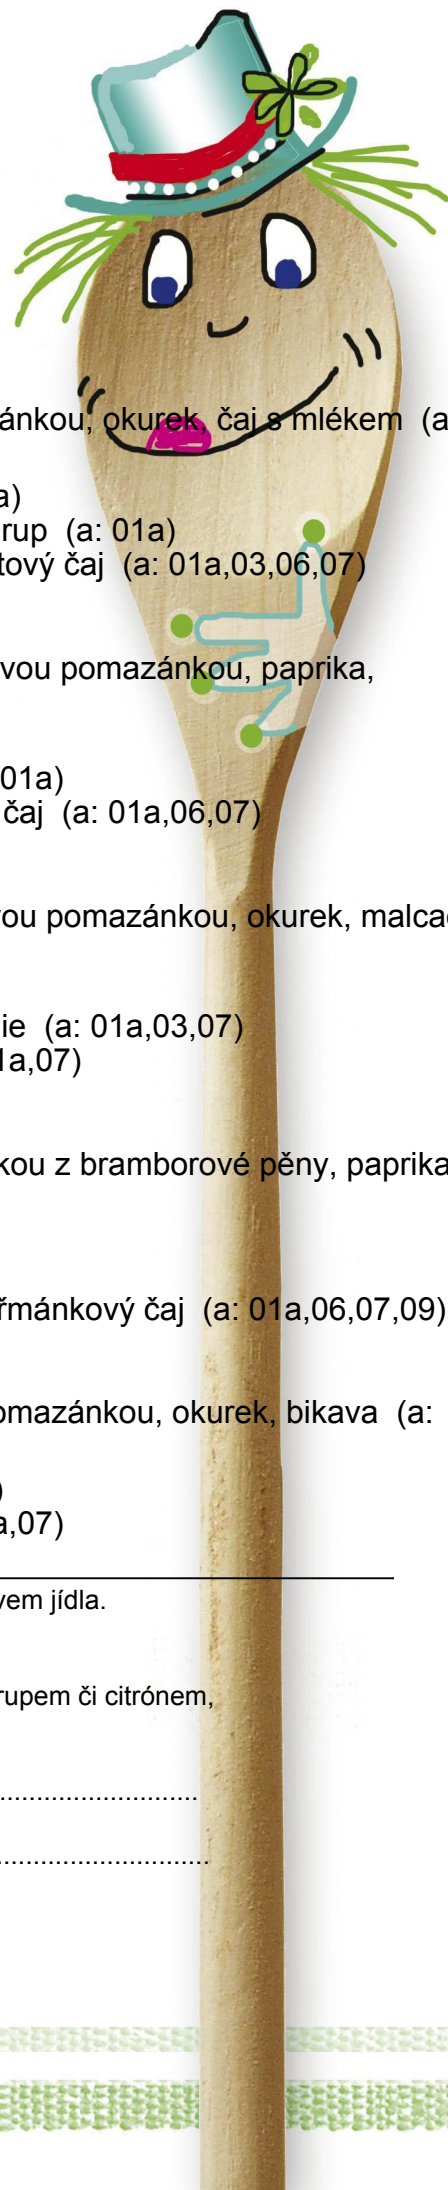 ánkou, okurek, čaj s mlékem (a
a)
rup (a: 01a)
tový čaj (a: 01a,03,06,07)
vou pomazánkou, paprika,
01a)
čaj (a: 01a,06,07)
vou pomazánkou, okurek, malca
ie (a: 01a,03,07)
1a,07)
kou z bramborové pěny, paprika
řmánkový čaj (a: 01a,06,07,09)
omazánkou, okurek, bikava (a:
)
a,07)
vem jídla.
rupem či citrónem,